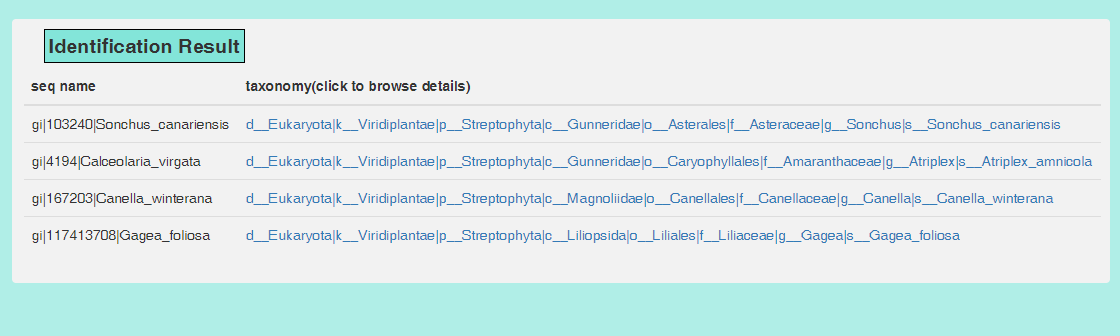 Identification Result
seq name taxonomy(click to browse details)
gi|103240|Sonchus_canariensis d__Eukaryota|k__Viridiplantae|p__Streptophyta|c__Gunneridae|o__Asterales|f__Asteraceae|g__Sonchus|s__Sonchus_canariensis
gi|4194|Calceolaria_virgata d__Eukaryota|k__Viridiplantae|p__Streptophyta|c__Gunneridae|o__Caryophyllales|f__Amaranthaceae|g__Atriplex|s__Atriplex_amnicola
gi|167203|Canella_winterana d__Eukaryota|k__Viridiplantae|p__Streptophyta|c__Magnoliidae|o__Canellales|f__Canellaceae|g__Canella|s__Canella_winterana
gi|117413708|Gagea_foliosa d__Eukaryota|k__Viridiplantae|p__Streptophyta|c__Liliopsida|o__Liliales|f__Liliaceae|g__Gagea|s__Gagea_foliosa